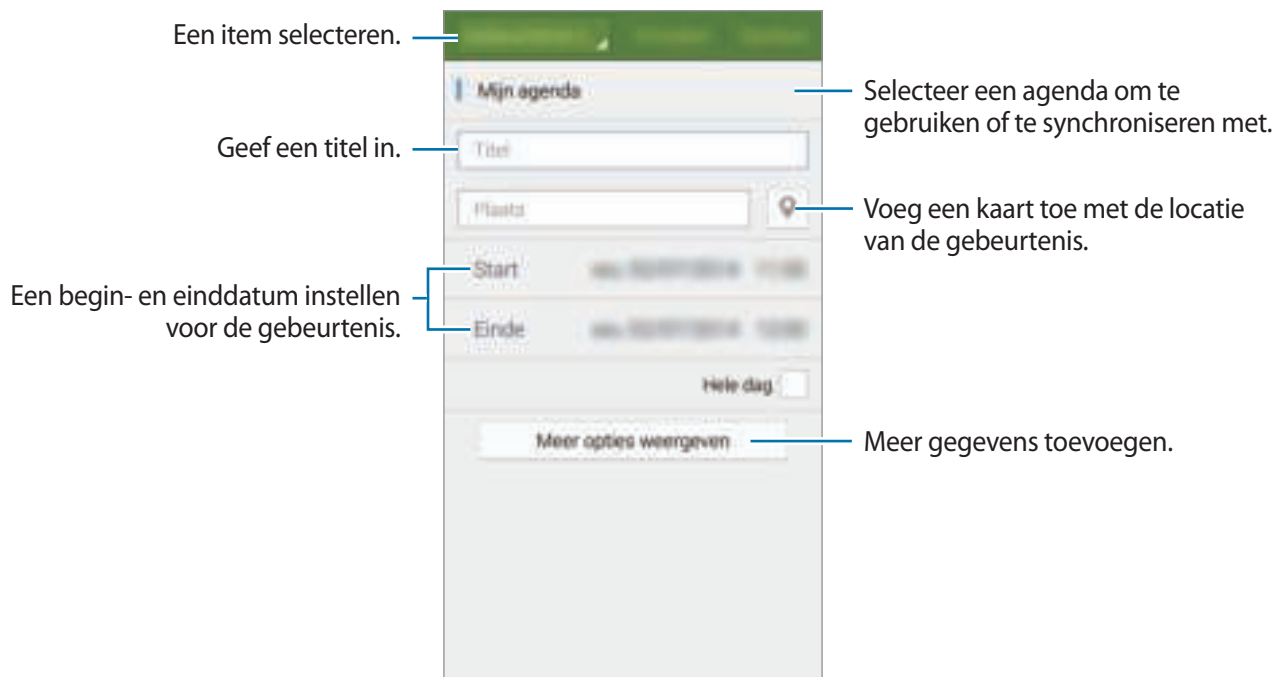 Een item selecteren.
Mijn agenda
Selecteer een agenda om te
gebruiken of te synchroniseren met.
Geef een titel in.
Titel
Plaats
Voeg een kaart toe met de locatie
van de gebeurtenis.
Start
Een begin- en einddatum instellen
voor de gebeurtenis.
Einde
Hele dag
Meer opties weergeven
Meer gegevens toevoegen.